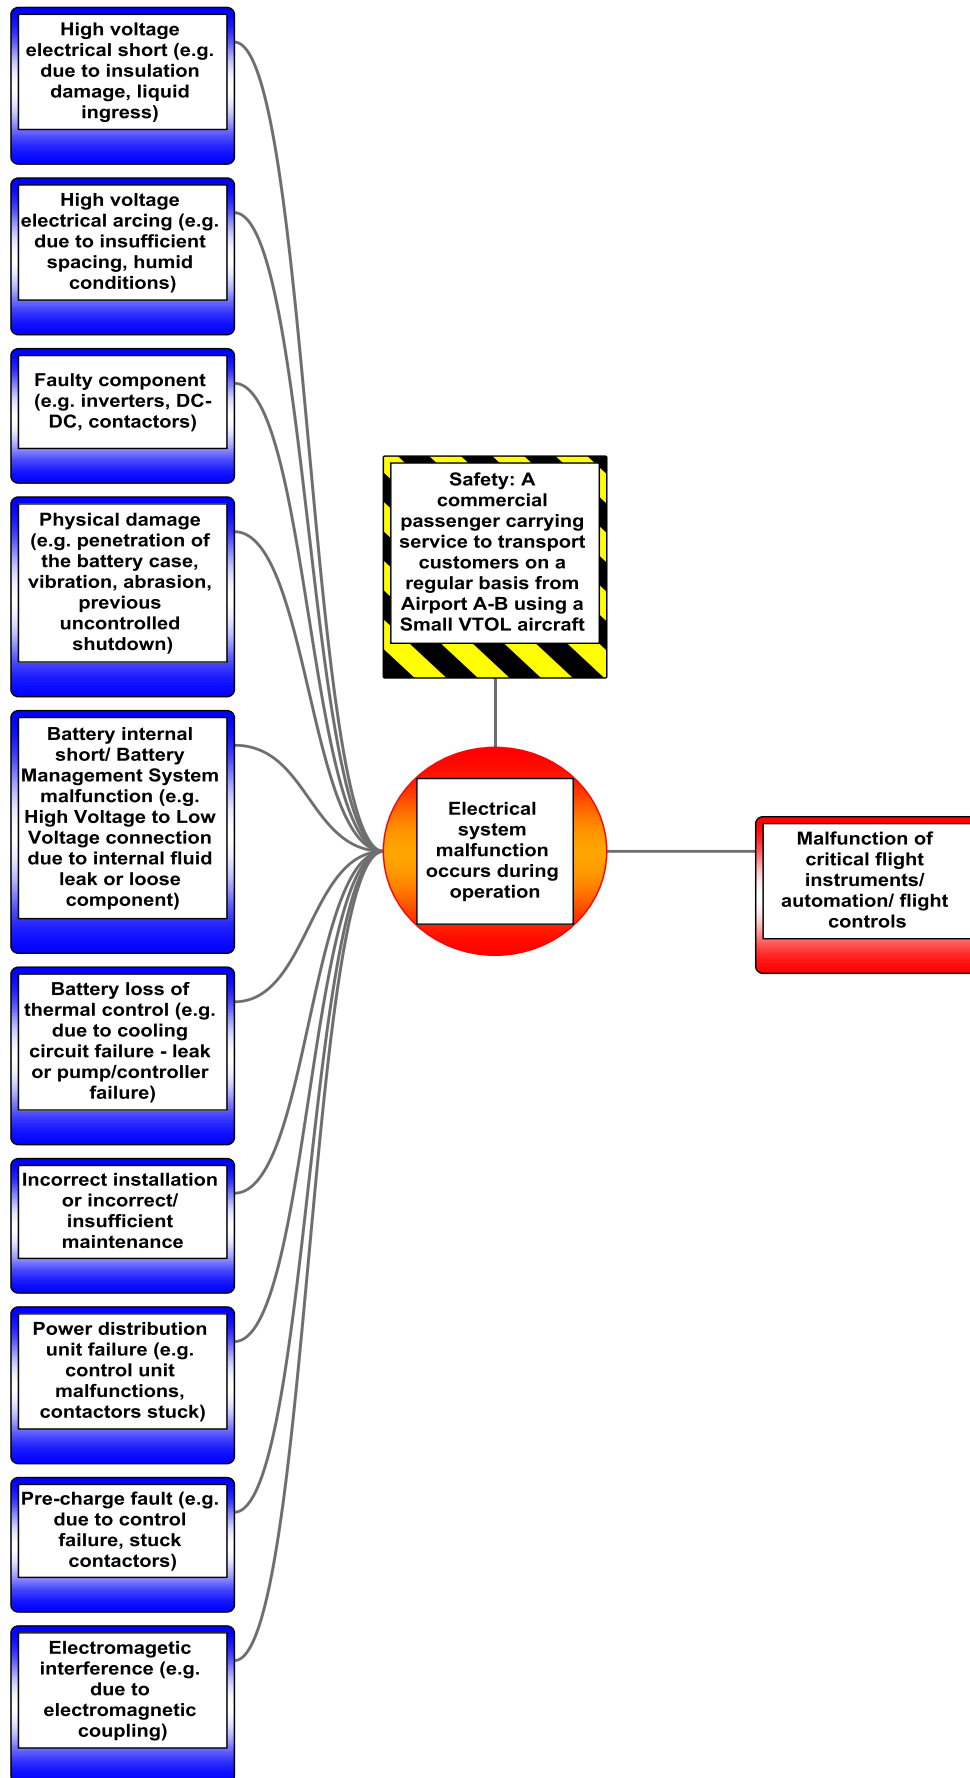 High voltage
electrical short (e.g.
due to insulation
damage, liquid
ingress)
High voltage
electrical arcing (e.g.
due to insufficient
spacing, humid
conditions)
Faulty component
(e.g. inverters, DC-
DC, contactors)
Physical damage
(e.g. penetration of
the battery case,
vibration, abrasion,
previous
uncontrolled
shutdown)
Battery internal
short/ Battery
Management System
malfunction (e.g.
High Voltage to Low
Voltage connection
due to internal fluid
leak or loose
component)
Battery loss of
thermal control (e.g.
due to cooling
circuit failure - leak
or pump/controller
failure)
Incorrect installation
or incorrect/
insufficient
maintenance
Power distribution
unit failure (e.g.
control unit
malfunctions,
contactors stuck)
Pre-charge fault (e.g.
due to control
failure, stuck
contactors)
Electromagetic
interference (e.g.
due to
electromagnetic
coupling)
Safety: A
commercial
passenger carrying
service to transport
customers on a
regular basis from
Airport A-B using a
Small VTOL aircraft
Electrical
system
malfunction
occurs during
operation
Malfunction of
critical flight
instruments/
automation/ flight
controls